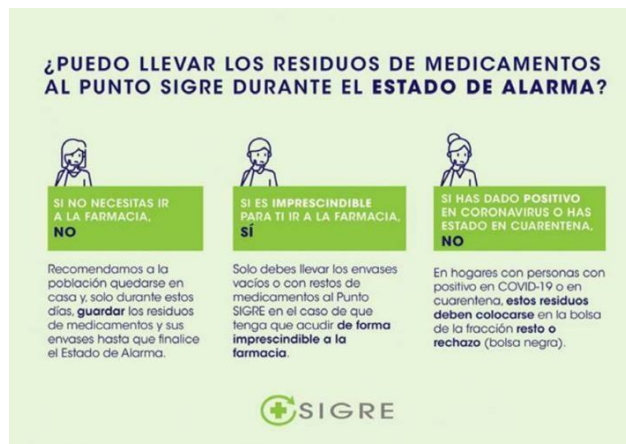 ¿PUEDO LLEVAR LOS RESIDUOS DE MEDICAMENTOS
AL PUNTO SIGRE DURANTE EL ESTADO DE ALARMA?
SI NO NECESITAS IR
A LA FARMACIA,
NO
Recomendamos a la
población quedarse en
casa y, solo durante estos
días, guardar los residuos
de medicamentos y sus
envases hasta que finalice
el Estado de Alarma.
SI ES IMPRESCINDIBLE
PARA TI IR A LA FARMACIA,
SÍ
Solo debes llevar los envases
vacíos o con restos de
medicamentos al Punto
SIGRE en el caso de que
tenga que acudir de forma
imprescindible a la
farmacia.
SI HAS DADO POSITIVO
EN CORONAVIRUS O HAS
ESTADO EN CUARENTENA,
NO
En hogares con personas con
positivo en COVID-19 o en
cuarentena, estos residuos
deben colocarse en la bolsa
de la fracción resto o
rechazo (bolsa negra).
SIGRE